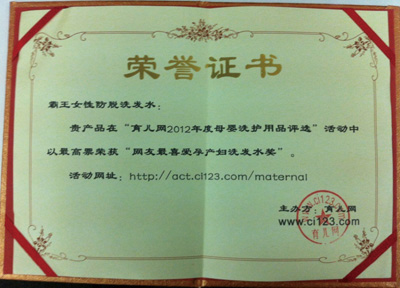 荣誉证书
霸王女性防脱洗发水：
贵产品在“育儿网2012年度母婴洗护用品评选”活动中
以最高票荣获“网友最喜爱孕产妇洗发水奖”。
活动网址：http://act.ci123.com/maternal
主办方：育儿网
www.ci123.com
育儿网